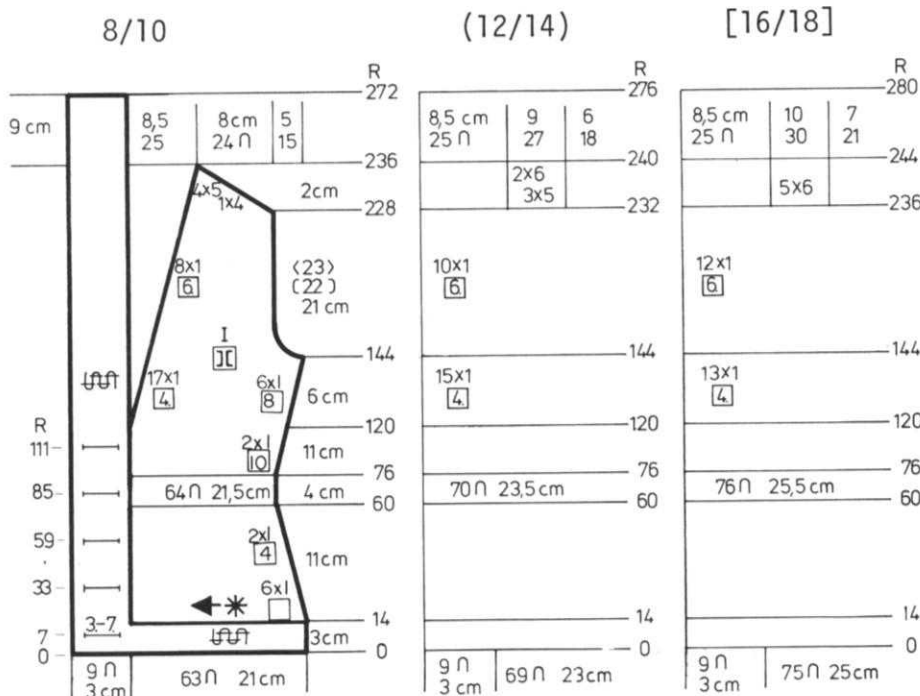 8/10
(12/14)
[16/18]
R
272
9 cm
8,5
25
8cm
24 ∩
5
15
236
4x5
1x4
2cm
228
8x1
6.
<23>
(22)
21 cm
I
144
17x1
4.
6x1
8
6 cm
120
R
111
2x1
10
11cm
76
85
64∩ 21,5cm
4 cm
60
59
2x1
4
11cm
33
6x1
14
3.-7.
7
3cm
0
0
9 ∩
3 cm
63∩ 21cm
R
276
8,5 cm
25 ∩
9
27
6
18
240
2x6
3x5
232
10x1
6.
144
15x1
4.
120
76
70∩ 23,5cm
60
14
0
9 ∩
3 cm
69∩ 23cm
R
280
8,5 cm
25 ∩
10
30
7
21
244
5x6
236
12x1
6.
144
13x1
4.
120
76
76∩ 25,5cm
60
14
0
9∩
3 cm
75∩ 25cm